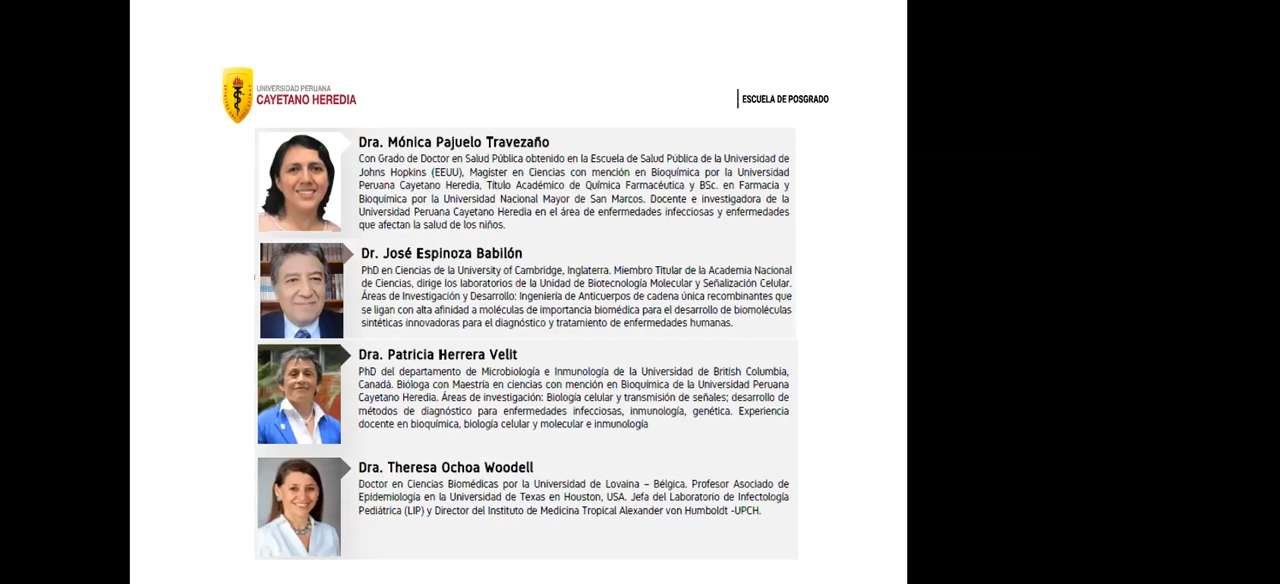 UNIVERSIDAD PERUANA
CAYETANO HEREDIA
ESCUELA DE POSGRADO
Dra. Mónica Pajuelo Travezaño
Con Grado de Doctor en Salud Pública obtenido en la Escuela de Salud Pública de la Universidad de
Johns Hopkins (EEUU), Magíster en Ciencias con mención en Bioquímica por la Universidad
Peruana Cayetano Heredia, Título Académico de Química Farmacéutica y BSc. en Farmacia y
Bioquímica por la Universidad Nacional Mayor de San Marcos. Docente e investigadora de la
Universidad Peruana Cayetano Heredia en el área de enfermedades infecciosas y enfermedades
que afectan la salud de los niños.
Dr. José Espinoza Babilón
PhD en Ciencias de la University of Cambridge, Inglaterra. Miembro Titular de la Academia Nacional
de Ciencias, dirige los laboratorios de la Unidad de Biotecnología Molecular y Señalización Celular.
Áreas de Investigación y Desarrollo: Ingeniería de Anticuerpos de cadena única recombinantes que
se ligan con alta afinidad a moléculas de importancia biomédica para el desarrollo de biomoléculas
sintéticas innovadoras para el diagnóstico y tratamiento de enfermedades humanas.
Dra. Patricia Herrera Velit
PhD del departamento de Microbiología e Inmunología de la Universidad de British Columbia,
Canadá. Bióloga con Maestría en ciencias con mención en Bioquímica de la Universidad Peruana
Cayetano Heredia. Áreas de investigación: Biología celular y transmisión de señales; desarrollo de
métodos de diagnóstico para enfermedades infecciosas, inmunología, genética. Experiencia
docente en bioquímica, biología celular y molecular e inmunología
Dra. Theresa Ochoa Woodell
Doctor en Ciencias Biomédicas por la Universidad de Lovaina – Bélgica. Profesor Asociado de
Epidemiología en la Universidad de Texas en Houston, USA. Jefa del Laboratorio de Infectología
Pediátrica (LIP) y Director del Instituto de Medicina Tropical Alexander von Humboldt -UPCH.